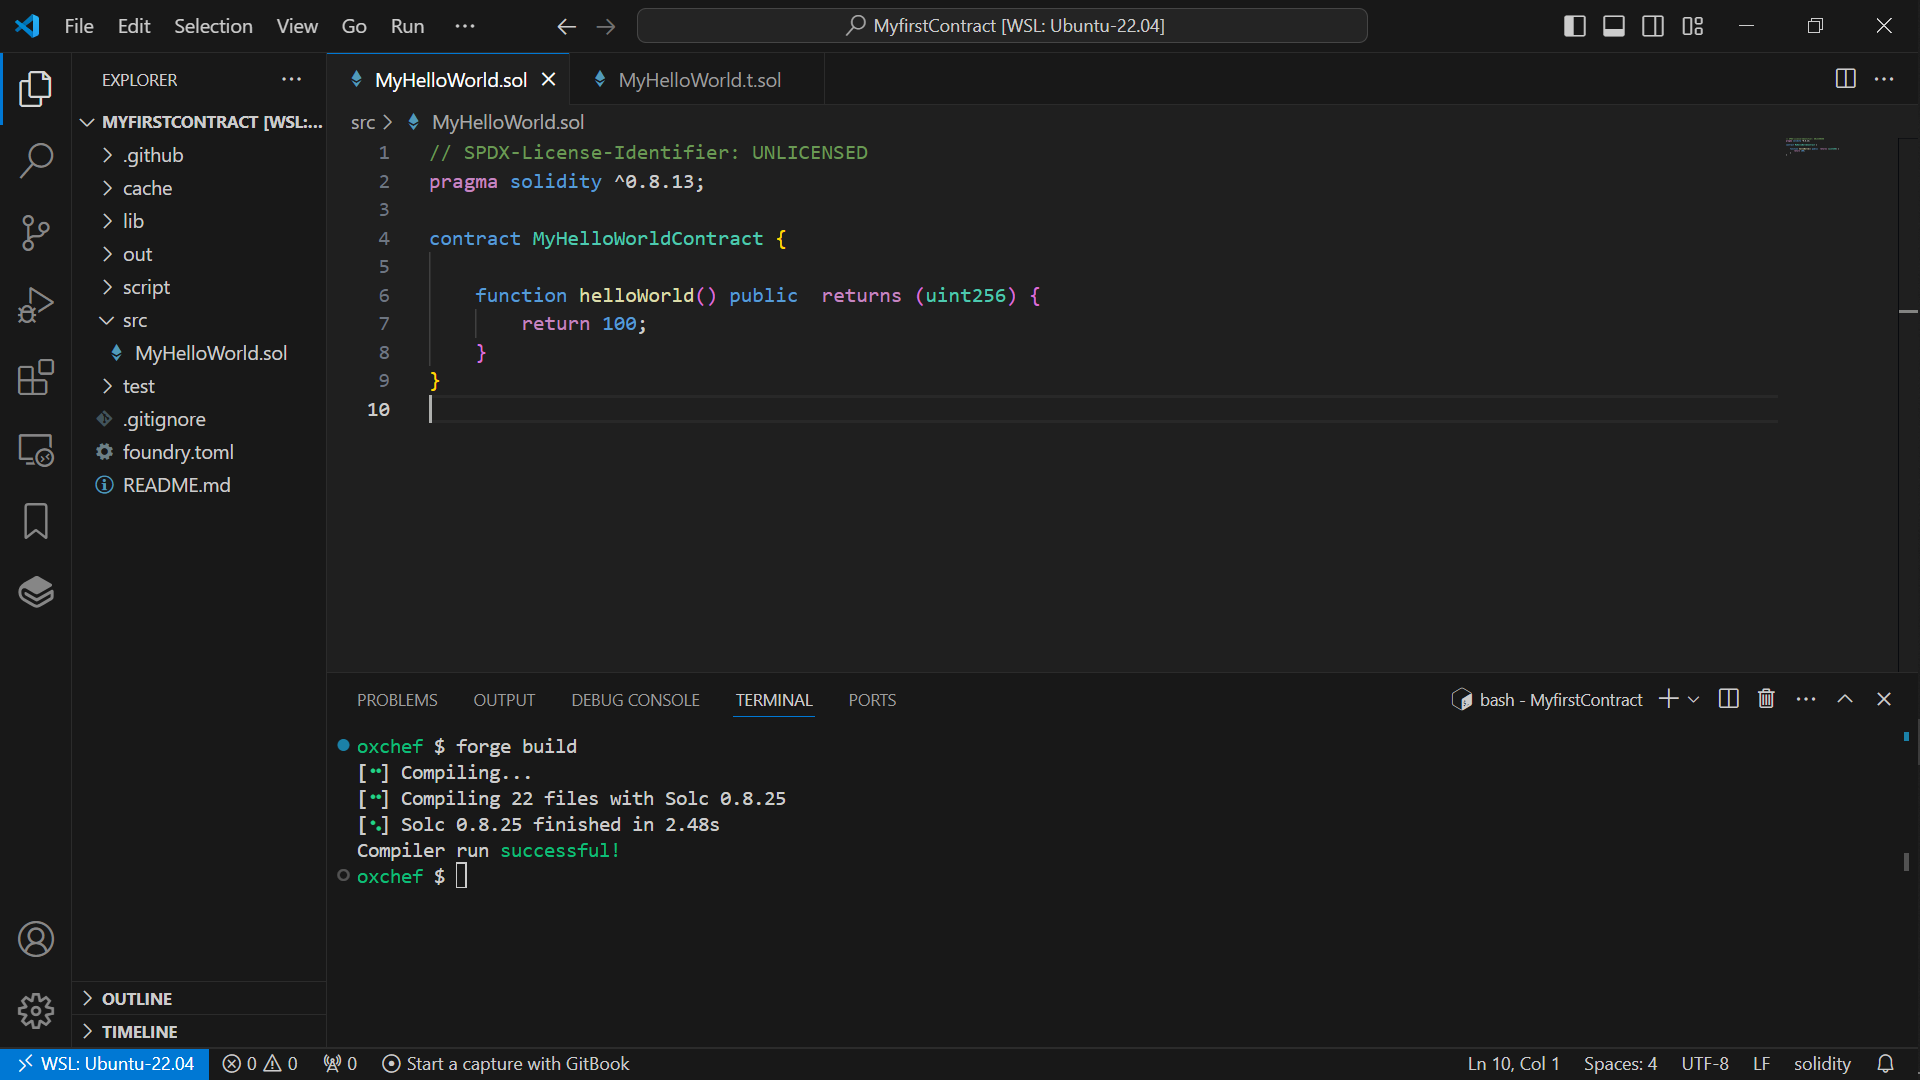 File Edit Selection View Go Run ···
MyfirstContract [WSL: Ubuntu-22.04]
EXPLORER
MYFIRSTCONTRACT [WSL:...
.github
cache
lib
out
script
src
MyHelloWorld.sol
test
.gitignore
foundry.toml
README.md
OUTLINE
TIMELINE
MyHelloWorld.sol MyHelloWorld.t.sol
src > MyHelloWorld.sol
1 // SPDX-License-Identifier: UNLICENSED
2 pragma solidity ^0.8.13;
3
4 contract MyHelloWorldContract {
5
6 function helloWorld() public  returns (uint256) {
7 return 100;
8 }
9 }
10
PROBLEMS OUTPUT DEBUG CONSOLE TERMINAL PORTS
bash - MyfirstContract
oxchef $ forge build
[⠒] Compiling...
[⠒] Compiling 22 files with Solc 0.8.25
[⠢] Solc 0.8.25 finished in 2.48s
Compiler run successful!
oxchef $
WSL: Ubuntu-22.04 0 0 0 Start a capture with GitBook Ln 10, Col 1 Spaces: 4 UTF-8 LF solidity